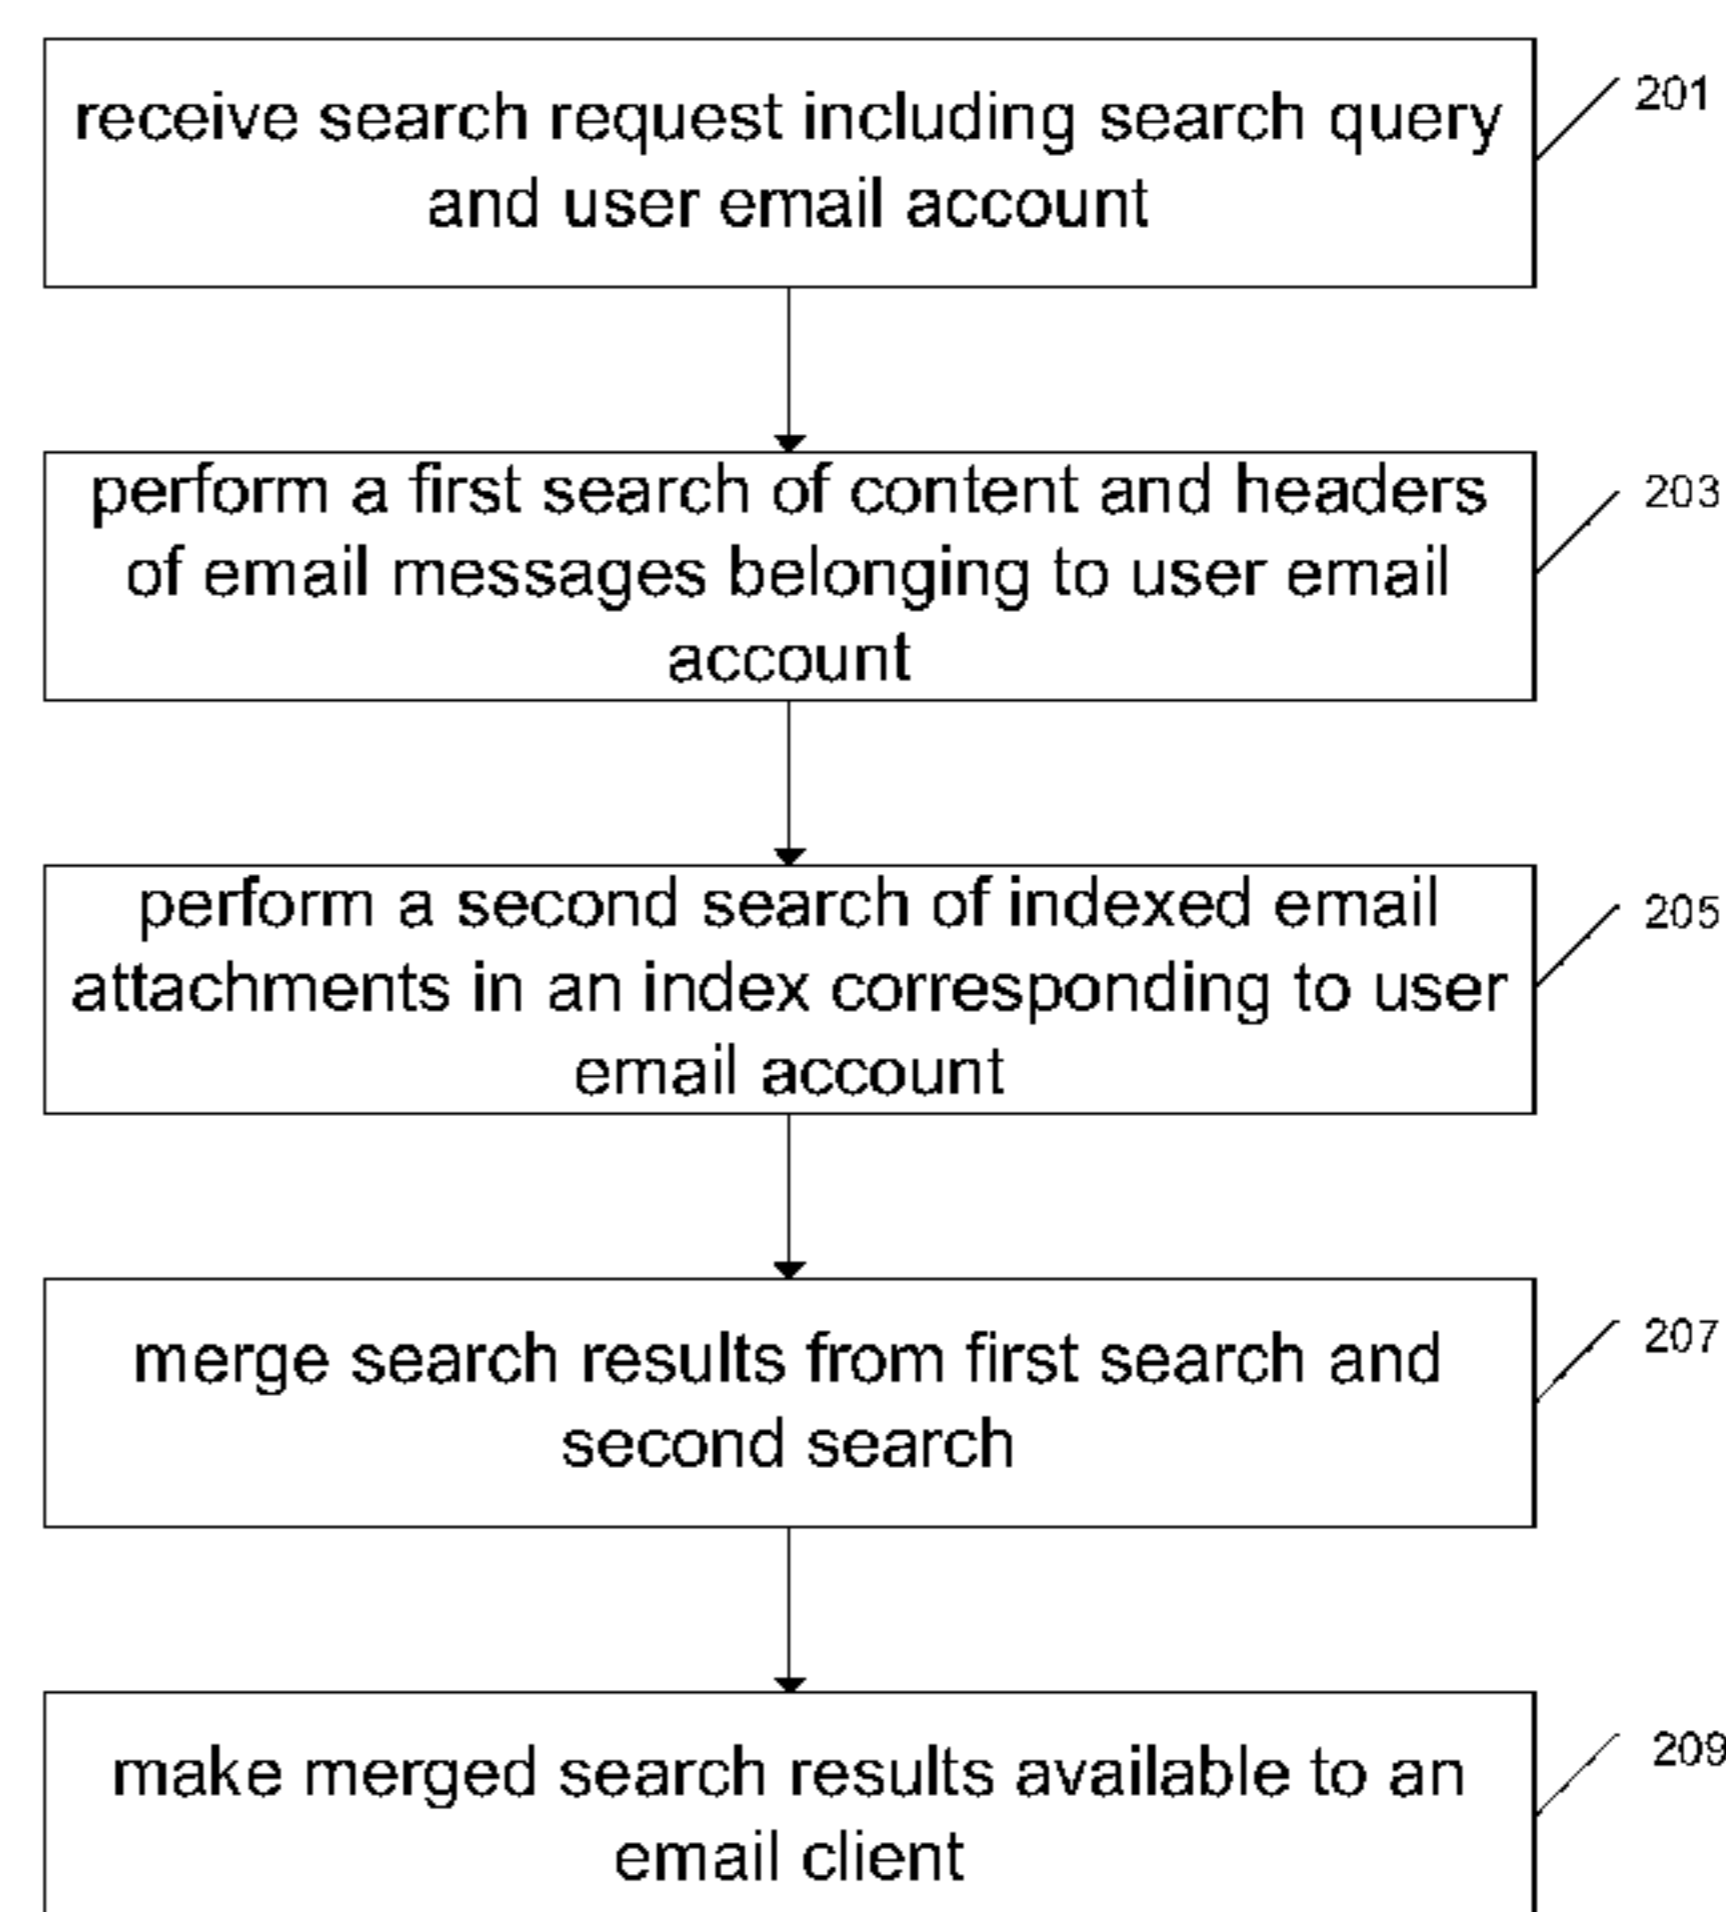 receive search request including search query
and user email account
201
perform a first search of content and headers
of email messages belonging to user email
account
203
perform a second search of indexed email
attachments in an index corresponding to user
email account
205
merge search results from first search and
second search
207
make merged search results available to an
email client
209